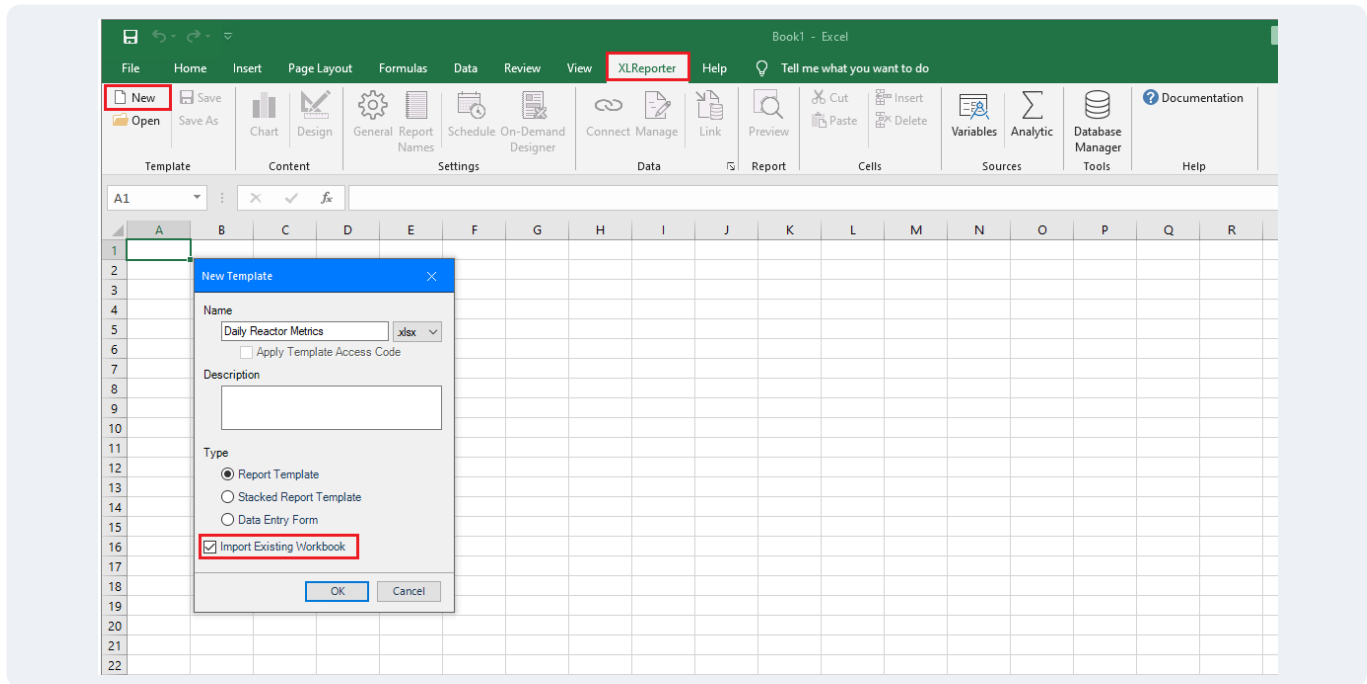 Book1 - Excel
File Home Insert Page Layout Formulas Data Review View XLReporter Help Tell me what you want to do
New Save Cut Insert Documentation
Open Save As Paste Delete
Chart Design General Report Names Schedule On-Demand Designer Connect Manage Link Preview Variables Analytic Database Manager
Template Content Settings Data Report Cells Sources Tools Help
A1 fx
A B C D E F G H I J K L M N O P Q R
1
2
New Template
3
4
Name
5
Daily Reactor Metrics .xlsx
6
Apply Template Access Code
7
Description
8
9
10
11
Type
12
Report Template
13
Stacked Report Template
14
15
Data Entry Form
16
Import Existing Workbook
17
18
OK Cancel
19
20
21
22